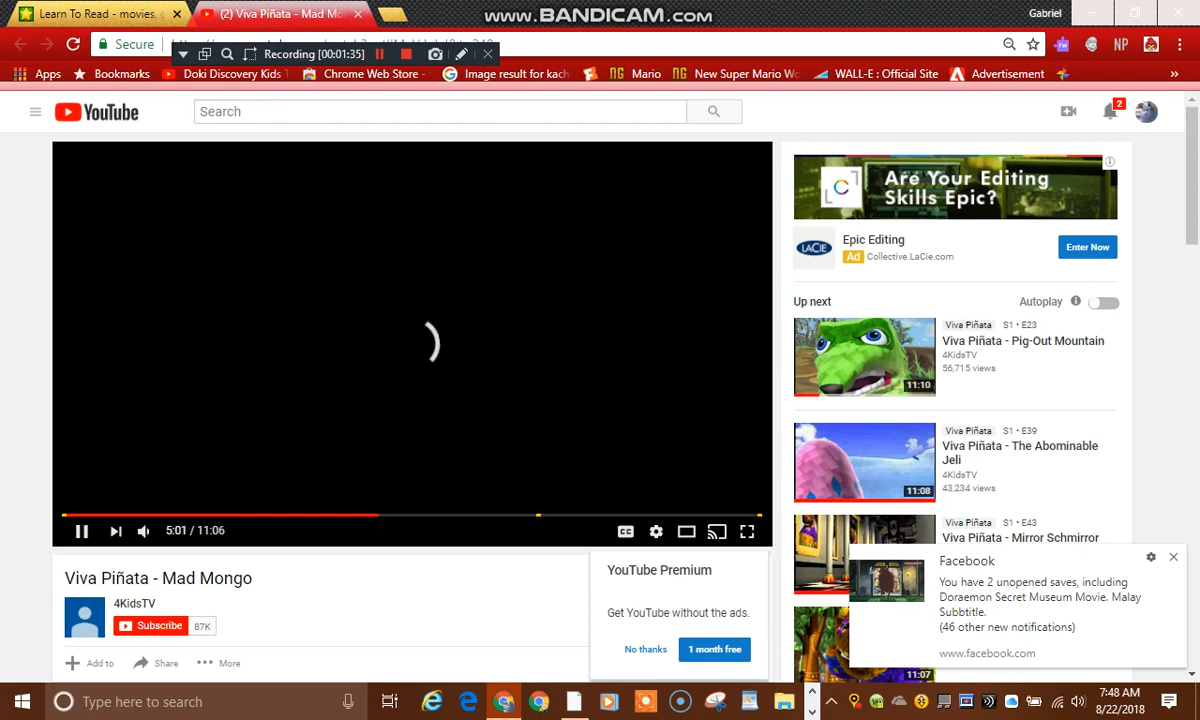 Learn To Read - movies,
(2) Viva Piñata - Mad Mo
www.BANDICAM.com
Gabriel
Secure
Recording [00:01:35]
Apps
Bookmarks
Doki Discovery Kids
Chrome Web Store -
Image result for kach
Mario
New Super Mario Wo
WALL-E : Official Site
Advertisement
»
YouTube
Search
2
Are Your Editing
Skills Epic?
LACIE
Epic Editing
Ad Collective.LaCie.com
Enter Now
Up next
Autoplay
Viva Piñata S1 • E23
Viva Piñata - Pig-Out Mountain
4KidsTV
56,715 views
11:10
Viva Piñata S1 • E39
Viva Piñata - The Abominable
Jeli
4KidsTV
43,234 views
11:08
Viva Piñata S1 • E43
Viva Piñata - Mirror Schmirror
11:07
5:01 / 11:06
CC
Viva Piñata - Mad Mongo
4KidsTV
Subscribe 87K
Add to
Share
More
YouTube Premium
Get YouTube without the ads.
No thanks
1 month free
Facebook
You have 2 unopened saves, including
Doraemon Secret Museum Movie. Malay
Subbtitle.
(46 other new notifications)
www.facebook.com
Type here to search
7:48 AM
8/22/2018